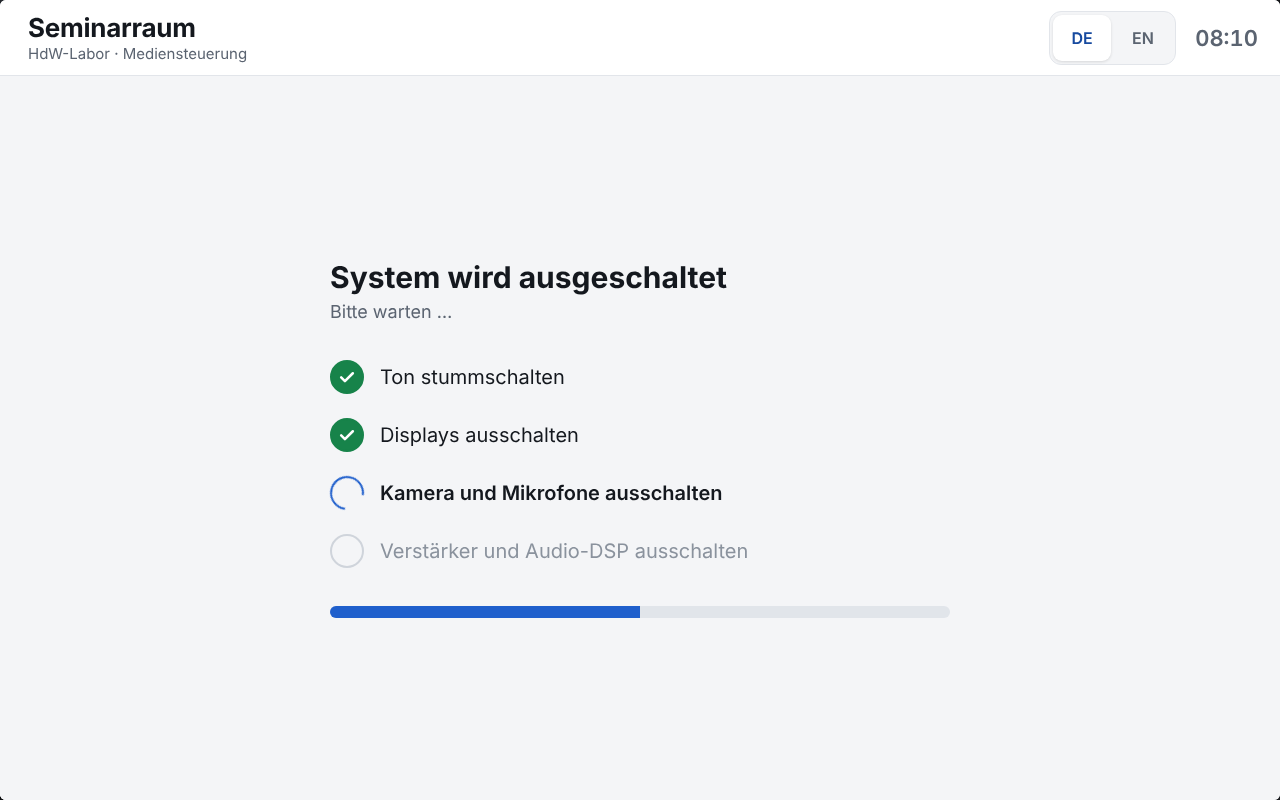 Seminarraum
HdW-Labor · Mediensteuerung
DE
EN
08:10
System wird ausgeschaltet
Bitte warten ...
Ton stummschalten
Displays ausschalten
Kamera und Mikrofone ausschalten
Verstärker und Audio-DSP ausschalten